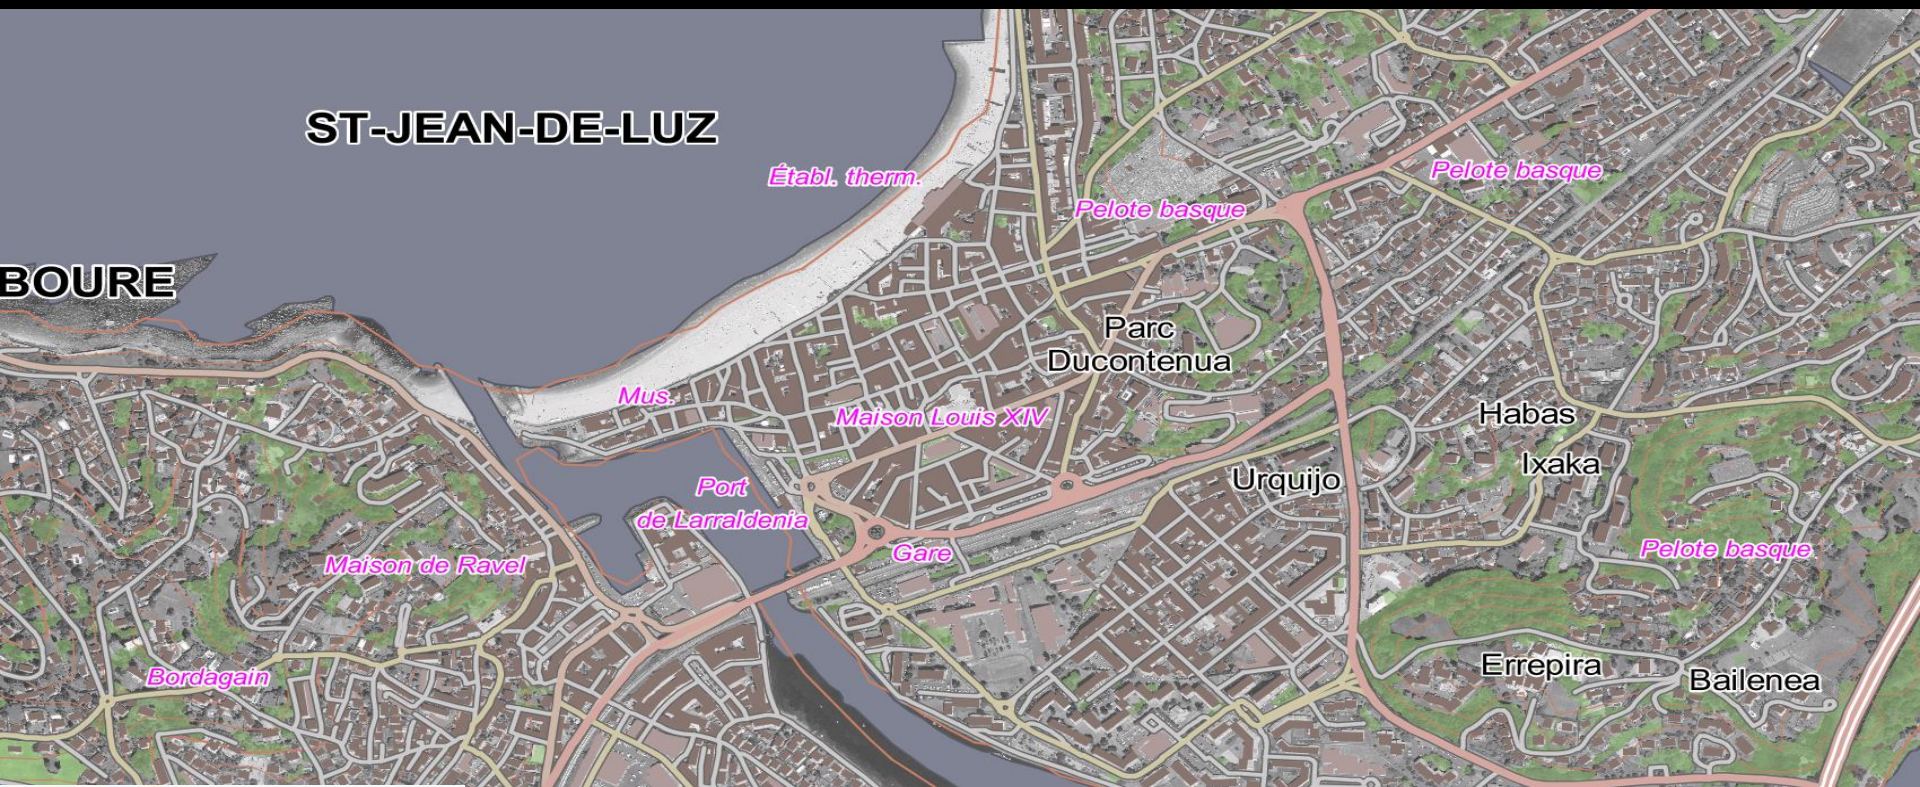 ST-JEAN-DE-LUZ
Établ. therm.
Pelote basque
Pelote basque
BOURE
Parc
Ducontenua
Mus.
Maison Louis XIV
Habas
Ixaka
Urquijo
Port
de Larraldenia
Gare
Pelote basque
Maison de Ravel
Errepira
Bailenea
Bordagain